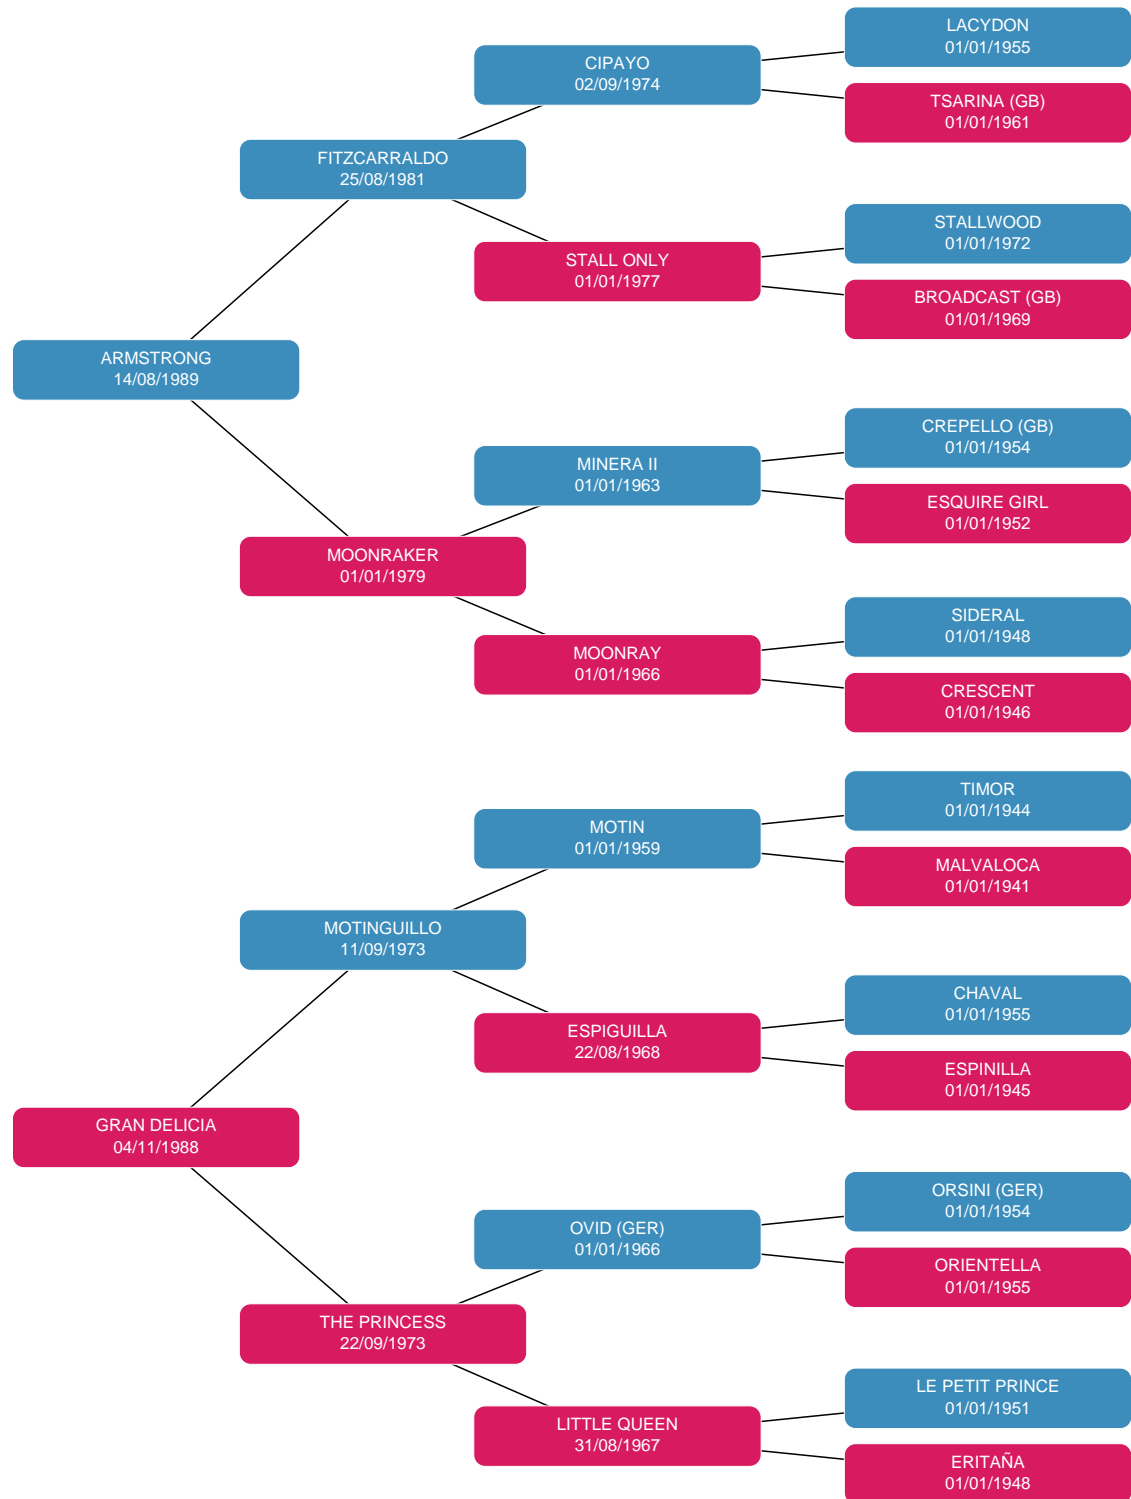 LACYDON
01/01/1955
CIPAYO
02/09/1974
TSARINA (GB)
01/01/1961
FITZCARRALDO
25/08/1981
STALLWOOD
01/01/1972
STALL ONLY
01/01/1977
BROADCAST (GB)
01/01/1969
ARMSTRONG
14/08/1989
CREPELLO (GB)
01/01/1954
MINERA II
01/01/1963
ESQUIRE GIRL
01/01/1952
MOONRAKER
01/01/1979
SIDERAL
01/01/1948
MOONRAY
01/01/1966
CRESCENT
01/01/1946
TIMOR
01/01/1944
MOTIN
01/01/1959
MALVALOCA
01/01/1941
MOTINGUILLO
11/09/1973
CHAVAL
01/01/1955
ESPIGUILLA
22/08/1968
ESPINILLA
01/01/1945
GRAN DELICIA
04/11/1988
ORSINI (GER)
01/01/1954
OVID (GER)
01/01/1966
ORIENTELLA
01/01/1955
THE PRINCESS
22/09/1973
LE PETIT PRINCE
01/01/1951
LITTLE QUEEN
31/08/1967
ERITAÑA
01/01/1948